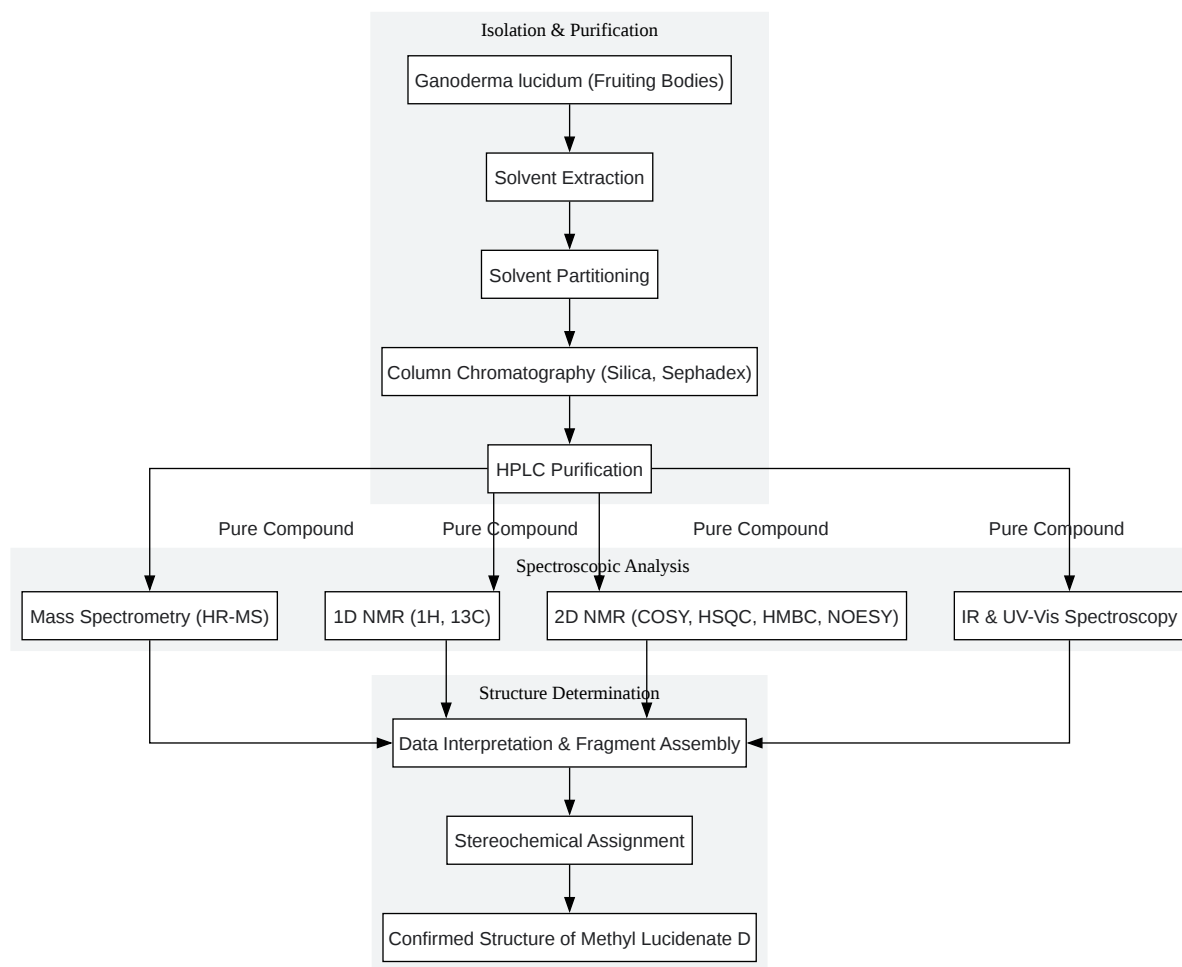 Isolation & Purification
Ganoderma lucidum (Fruiting Bodies)
Solvent Extraction
Solvent Partitioning
Column Chromatography (Silica, Sephadex)
HPLC Purification
Pure Compound
Pure Compound
Pure Compound
Pure Compound
Spectroscopic Analysis
Mass Spectrometry (HR-MS)
1D NMR (1H, 13C)
2D NMR (COSY, HSQC, HMBC, NOESY)
IR & UV-Vis Spectroscopy
Structure Determination
Data Interpretation & Fragment Assembly
Stereochemical Assignment
Confirmed Structure of Methyl Lucidenate D